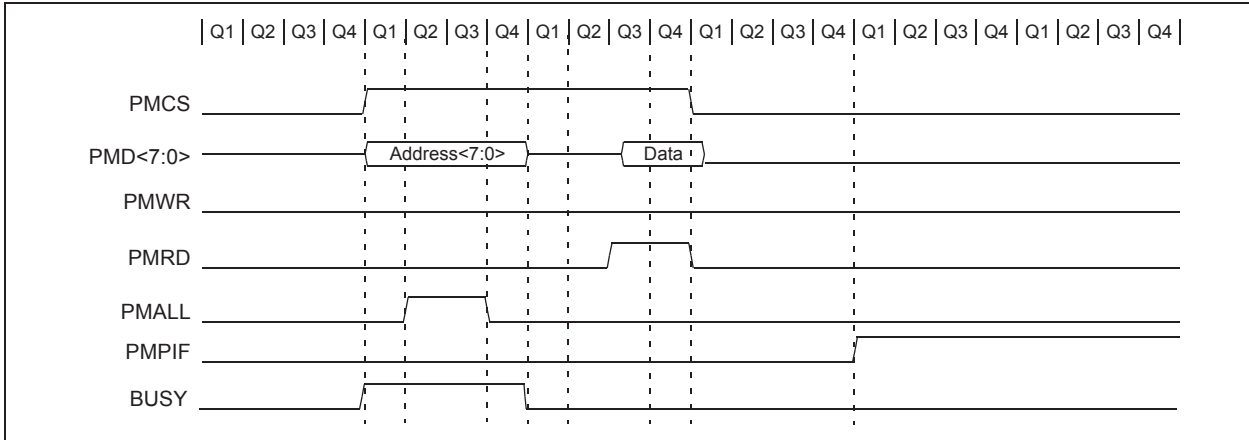 Q1 Q2 Q3 Q4 Q1 Q2 Q3 Q4 Q1 Q2 Q3 Q4 Q1 Q2 Q3 Q4 Q1 Q2 Q3 Q4 Q1 Q2 Q3 Q4
PMCS
PMD<7:0> Address<7:0> Data
PMWR
PMRD
PMALL
PMPIF
BUSY